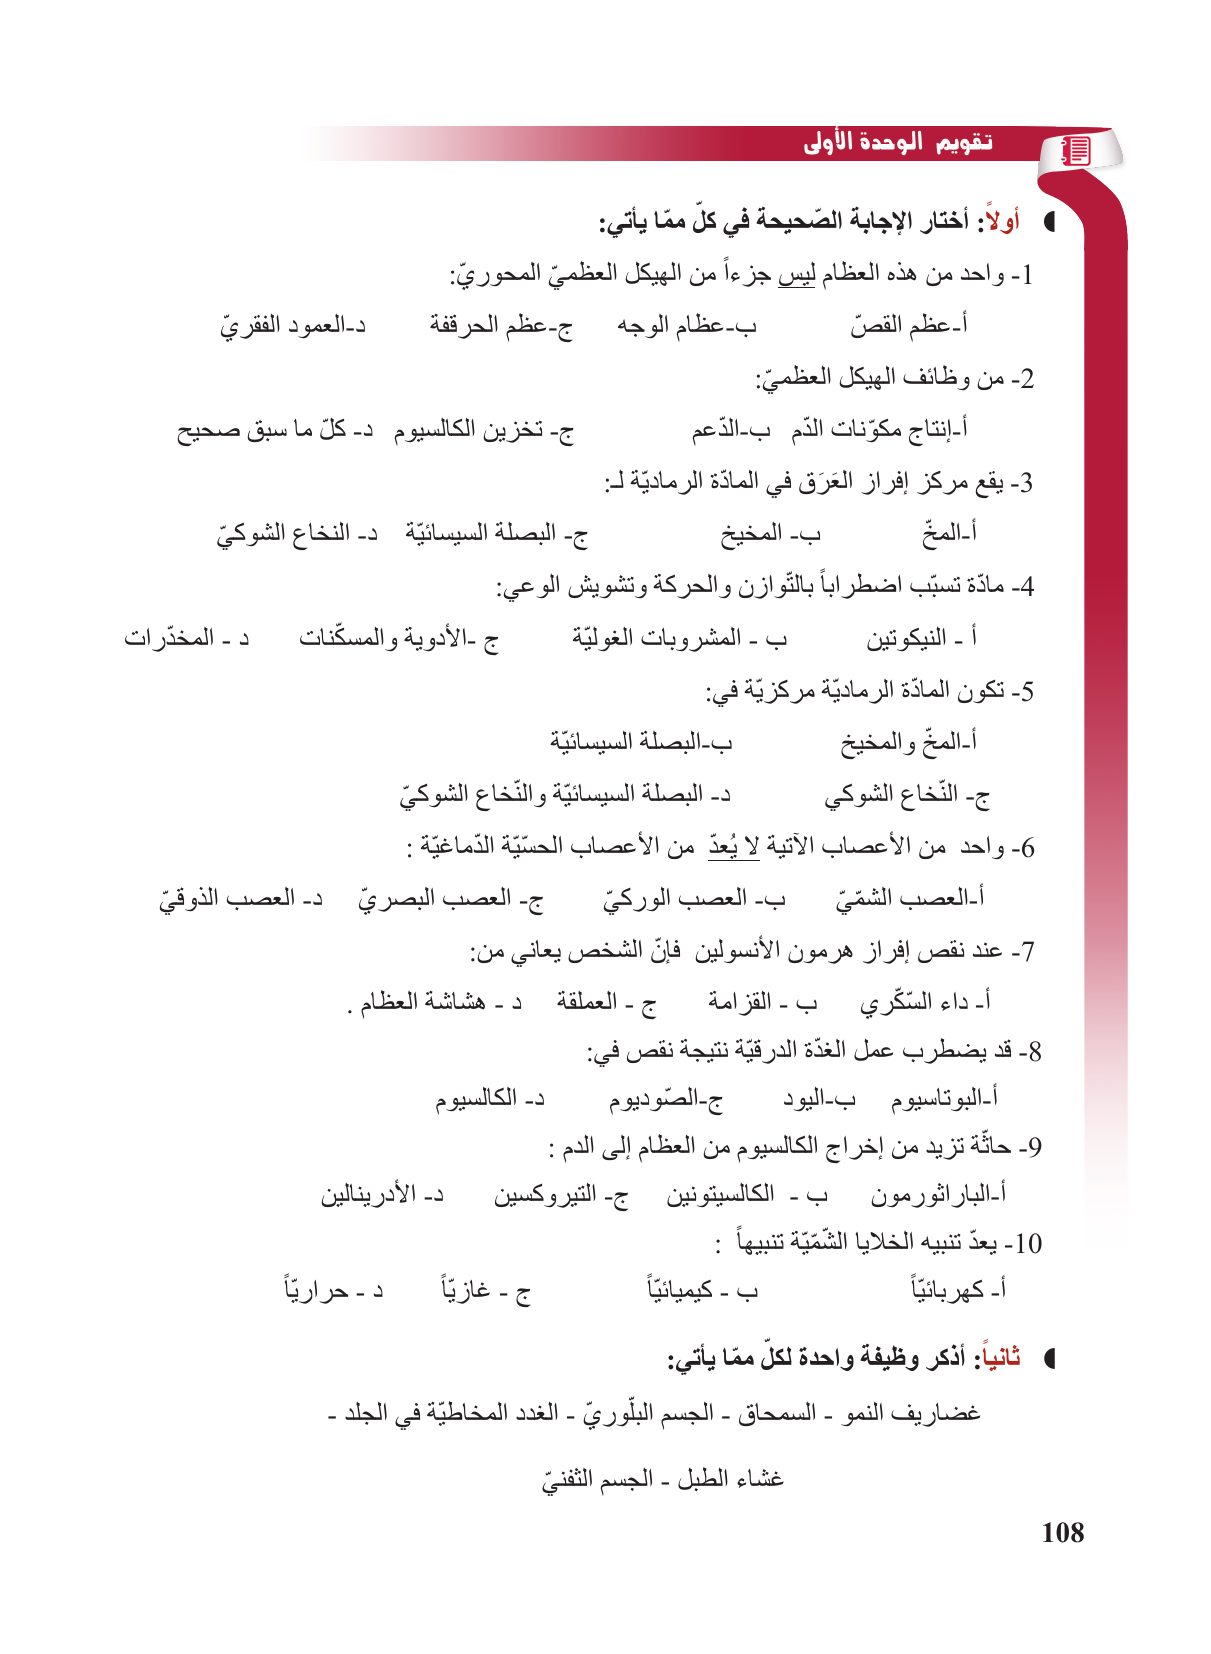 تقويم الوحدة الأولى
أولاً: أختار الإجابة الصّحيحة في كلّ ممّا يأتي:
1- واحد من هذه العظام ليس جزءاً من الهيكل العظميّ المحوريّ:
أ-عظم القصّ ب-عظام الوجه ج-عظم الحرقفة د-العمود الفقريّ
2- من وظائف الهيكل العظميّ:
أ-إنتاج مكوّنات الدّم ب-الدّعم ج- تخزين الكالسيوم د- كلّ ما سبق صحيح
3- يقع مركز إفراز العَرَق في المادّة الرماديّة لـ:
أ-المخّ ب- المخيخ ج- البصلة السيسائيّة د- النخاع الشوكيّ
4- مادّة تسبّب اضطراباً بالتّوازن والحركة وتشويش الوعي:
أ - النيكوتين ب - المشروبات الغوليّة ج -الأدوية والمسكّنات د - المخدّرات
5- تكون المادّة الرماديّة مركزيّة في:
أ-المخّ والمخيخ ب-البصلة السيسائيّة
ج- النّخاع الشوكي د- البصلة السيسائيّة والنّخاع الشوكيّ
6- واحد من الأعصاب الآتية لا يُعدّ من الأعصاب الحسّيّة الدّماغيّة :
أ-العصب الشمّيّ ب- العصب الوركيّ ج- العصب البصريّ د- العصب الذوقيّ
7- عند نقص إفراز هرمون الأنسولين فإنّ الشخص يعاني من:
أ- داء السّكّري ب - القزامة ج - العملقة د - هشاشة العظام .
8- قد يضطرب عمل الغدّة الدرقيّة نتيجة نقص في:
أ-البوتاسيوم ب-اليود ج-الصّوديوم د- الكالسيوم
9- حاثّة تزيد من إخراج الكالسيوم من العظام إلى الدم :
أ-الباراثورمون ب - الكالسيتونين ج- التيروكسين د- الأدرينالين
10- يعدّ تنبيه الخلايا الشّمّيّة تنبيهاً :
أ- كهربائيّاً ب - كيميائيّاً ج - غازيّاً د - حراريّاً
ثانياً: أذكر وظيفة واحدة لكلّ ممّا يأتي:
غضاريف النمو - السمحاق - الجسم البلّوريّ - الغدد المخاطيّة في الجلد -
غشاء الطبل - الجسم الثفنيّ
108